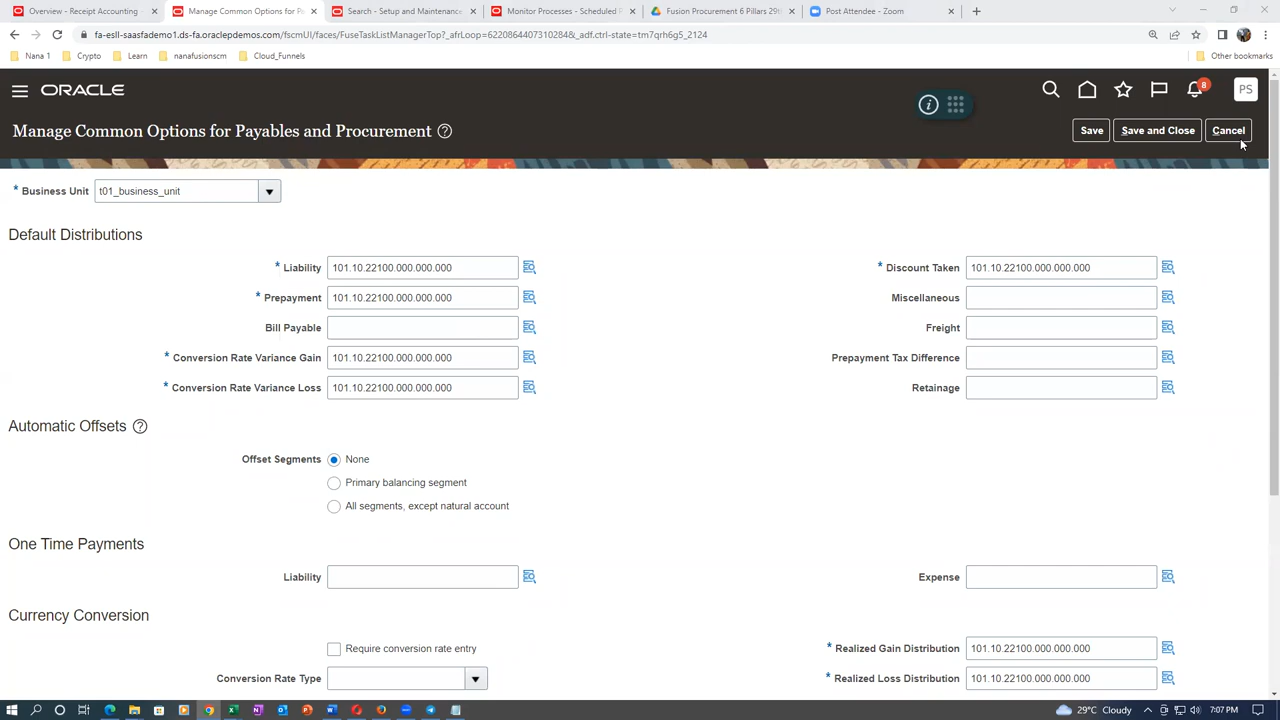 Overview - Receipt Accounting - × Manage Common Options for Pa × Search - Setup and Maintenance × Monitor Processes - Scheduled P × Fusion Procurement 6 Pillars 29t × Post Attendee - Zoom × +
fa-esll-saasfademo1.ds-fa.oraclepdemos.com/fscmUI/faces/FuseTaskListManagerTop?_afrLoop=62208644073102848&_adf.ctrl-state=tm7qrh6g5_2124
Nana 1 Crypto Learn nanafusionscm Cloud_Funnels Other bookmarks
ORACLE 8 PS
Manage Common Options for Payables and Procurement ? Save Save and Close Cancel
* Business Unit t01_business_unit
Default Distributions
* Liability 101.10.22100.000.000.000 * Discount Taken 101.10.22100.000.000.000
* Prepayment 101.10.22100.000.000.000 Miscellaneous
Bill Payable Freight
* Conversion Rate Variance Gain 101.10.22100.000.000.000 Prepayment Tax Difference
* Conversion Rate Variance Loss 101.10.22100.000.000.000 Retainage
Automatic Offsets ?
Offset Segments None
Primary balancing segment
All segments, except natural account
One Time Payments
Liability Expense
Currency Conversion
Require conversion rate entry * Realized Gain Distribution 101.10.22100.000.000.000
Conversion Rate Type * Realized Loss Distribution 101.10.22100.000.000.000
29°C Cloudy 7:07 PM